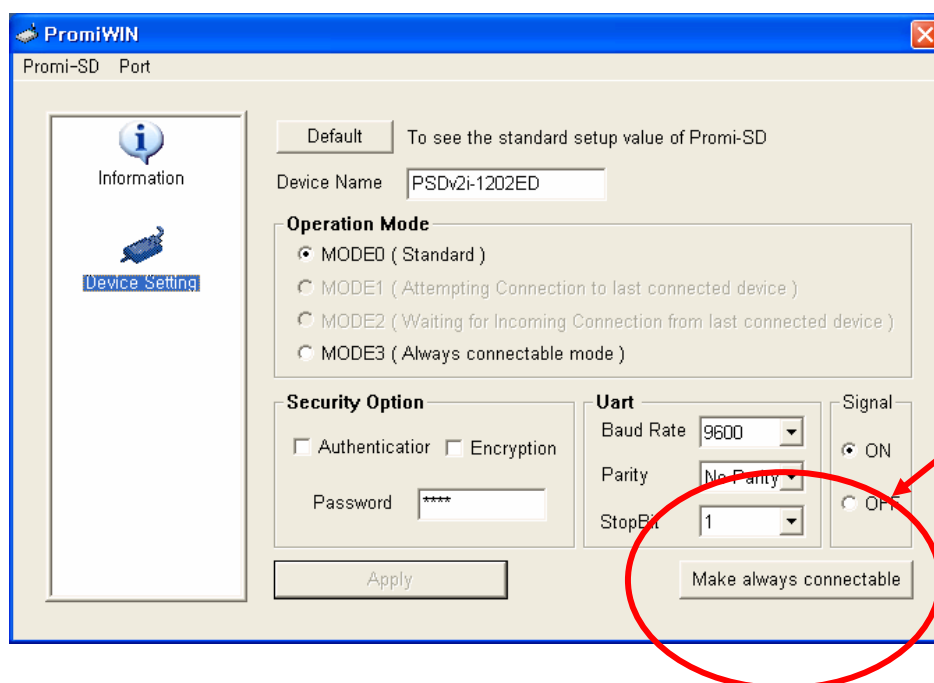 PromiWIN
Promi-SD Port
Information
Device Setting
Default To see the standard setup value of Promi-SD
Device Name PSDv2i-1202ED
Operation Mode
MODE0 ( Standard )
MODE1 ( Attempting Connection to last connected device )
MODE2 ( Waiting for Incoming Connection from last connected device )
MODE3 ( Always connectable mode )
Security Option
Authenticatior Encryption
Password ****
Uart
Baud Rate 9600
Parity No Parity
StopBit 1
Signal
ON
OFF
Apply
Make always connectable